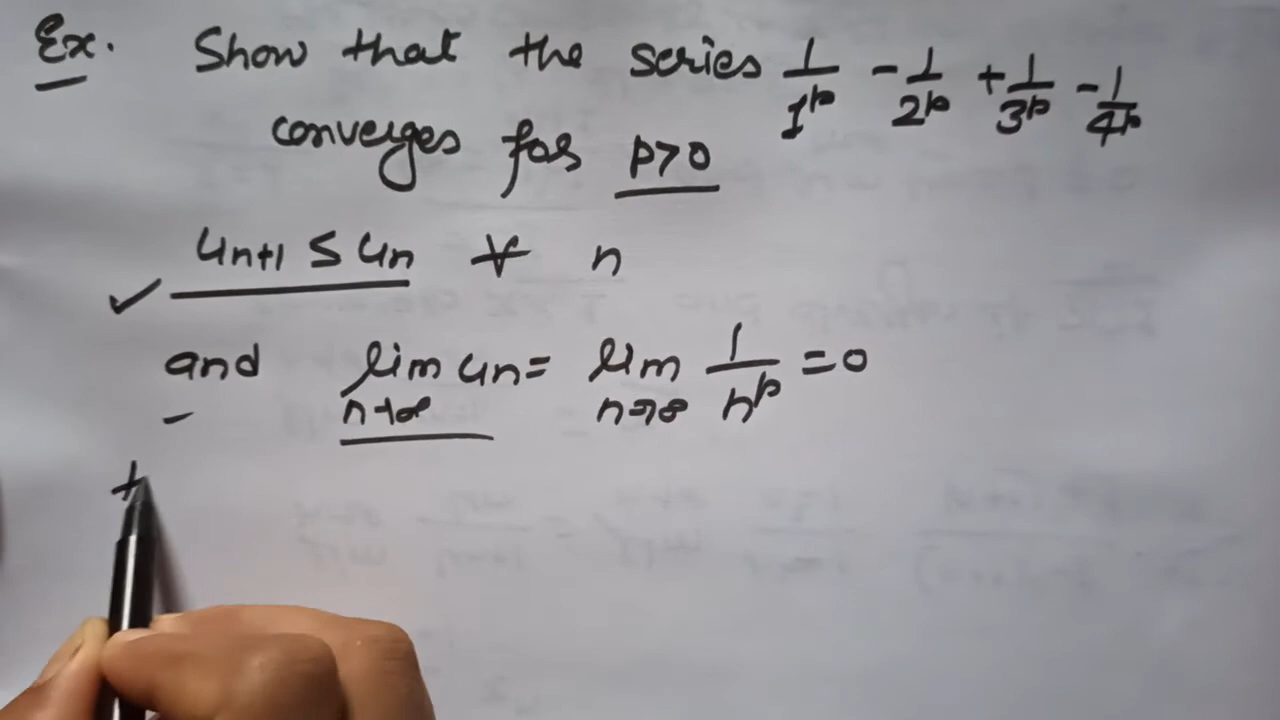 Ex. Show that the series 1/1^p - 1/2^p + 1/3^p - 1/4^p
converges for p>0
u_{n+1} ≤ u_n ∀ n
✓
and lim_{n→∞} u_n = lim_{n→∞} 1/n^p = 0